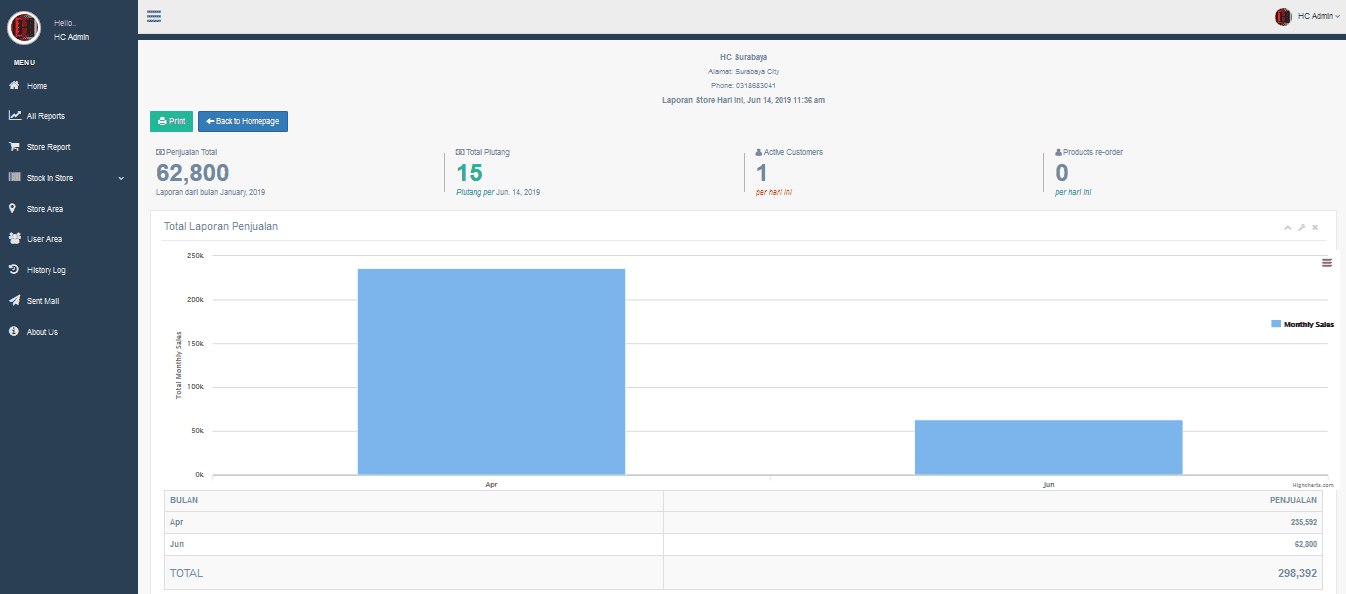 Hello..
HC Admin
MENU
Home
All Reports
Store Report
Stock in Store
Store Area
User Area
History Log
Sent Mail
About Us
HC Admin
HC Surabaya
Alamat: Surabaya City
Phone: 0318683041
Laporan Store Hari Ini, Jun 14, 2019 11:36 am
Print
Back to Homepage
Penjualan Total
62,800
Laporan dari bulan January, 2019
Total Piutang
15
Piutang per Jun. 14, 2019
Active Customers
1
per hari ini
Products re-order
0
per hari ini
Total Laporan Penjualan
250k
200k
150k
100k
50k
0k
Total Monthly Sales
Apr
Jun
Monthly Sales
Highcharts.com
BULAN PENJUALAN
Apr 235,592
Jun 62,800
TOTAL 298,392